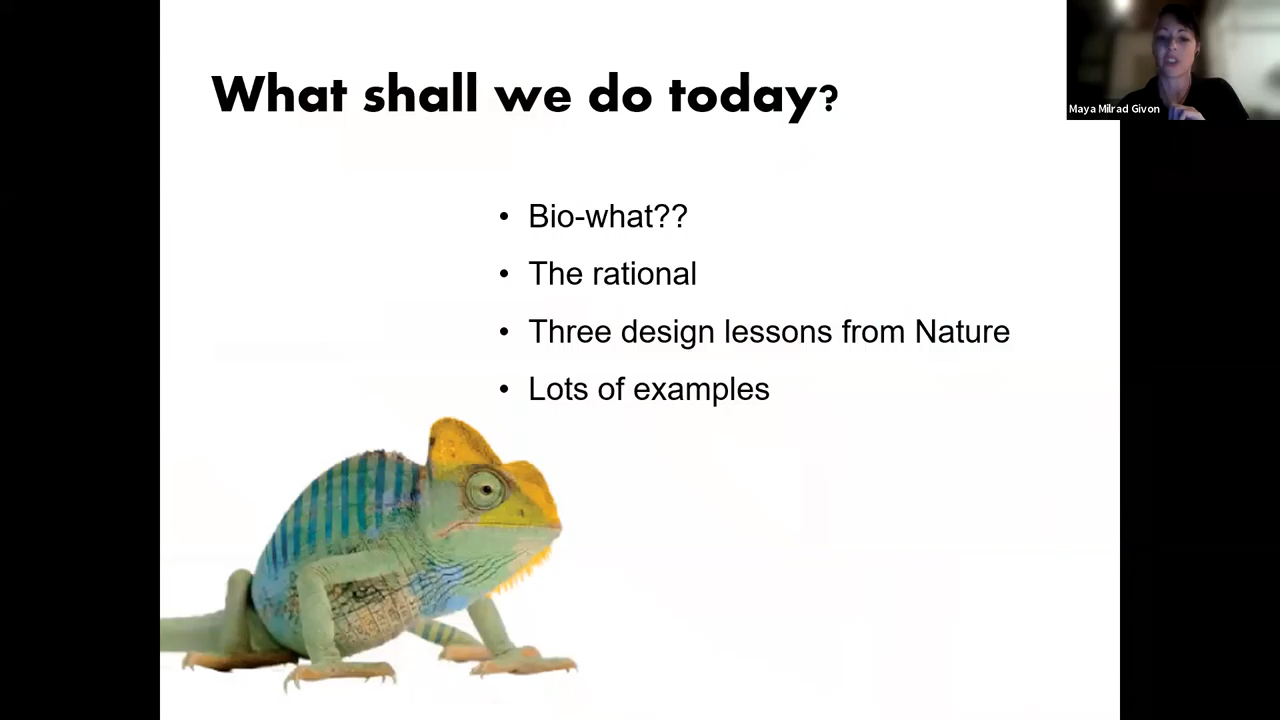 What shall we do today?
Maya Milrad Givon
• Bio-what??
• The rational
• Three design lessons from Nature
• Lots of examples